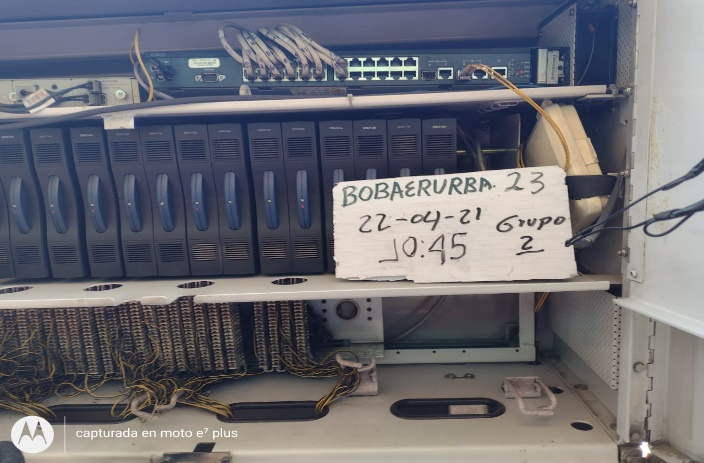 BOBAERURBA. 23
22-04-21 Grupo
10:45 2
capturada en moto e⁷ plus